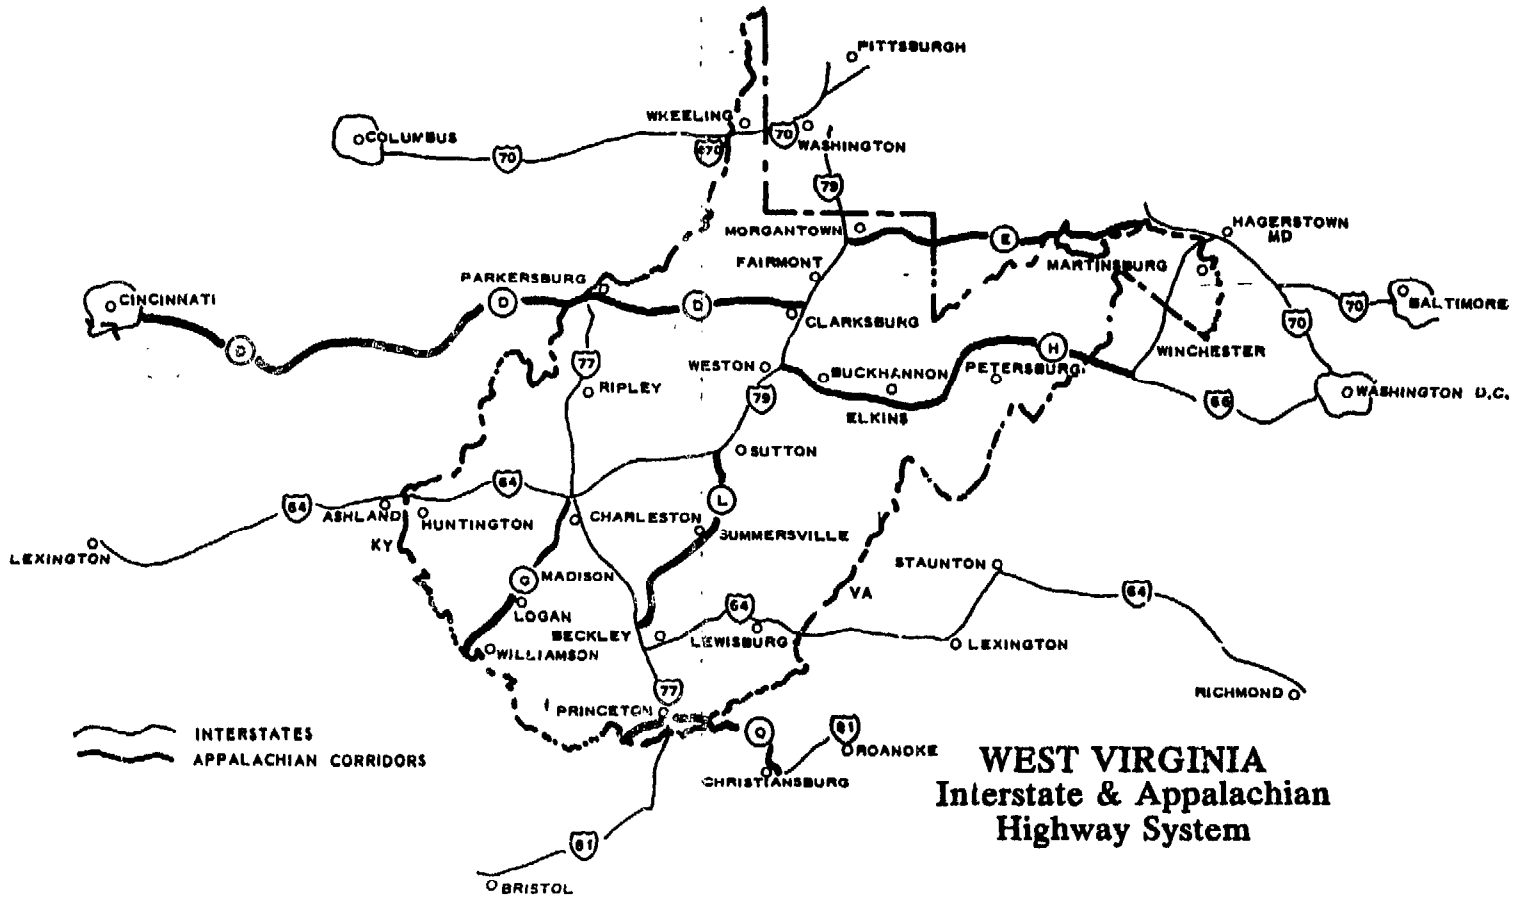 PITTSBURGH
WHEELING
COLUMBUS
70
70
WASHINGTON
70
79
MORGANTOWN
E
HAGERSTOWN
MD
FAIRMONT
MARTINSBURG
PARKERSBURG
CINCINNATI
D
D
BALTIMORE
70
CLARKSBURG
70
D
WINCHESTER
H
77
WESTON
BUCKHANNON
PETERSBURG
RIPLEY
79
66
WASHINGTON D.C.
ELKINS
SUTTON
64
64
L
ASHLAND
HUNTINGTON
CHARLESTON
SUMMERSVILLE
KY
LEXINGTON
STAUNTON
G
MADISON
VA
64
LOGAN
64
BECKLEY
LEWISBURG
LEXINGTON
WILLIAMSON
77
RICHMOND
PRINCETON
Q
81
INTERSTATES
ROANOKE
APPALACHIAN CORRIDORS
CHRISTIANSBURG
WEST VIRGINIA
Interstate & Appalachian
Highway System
81
BRISTOL